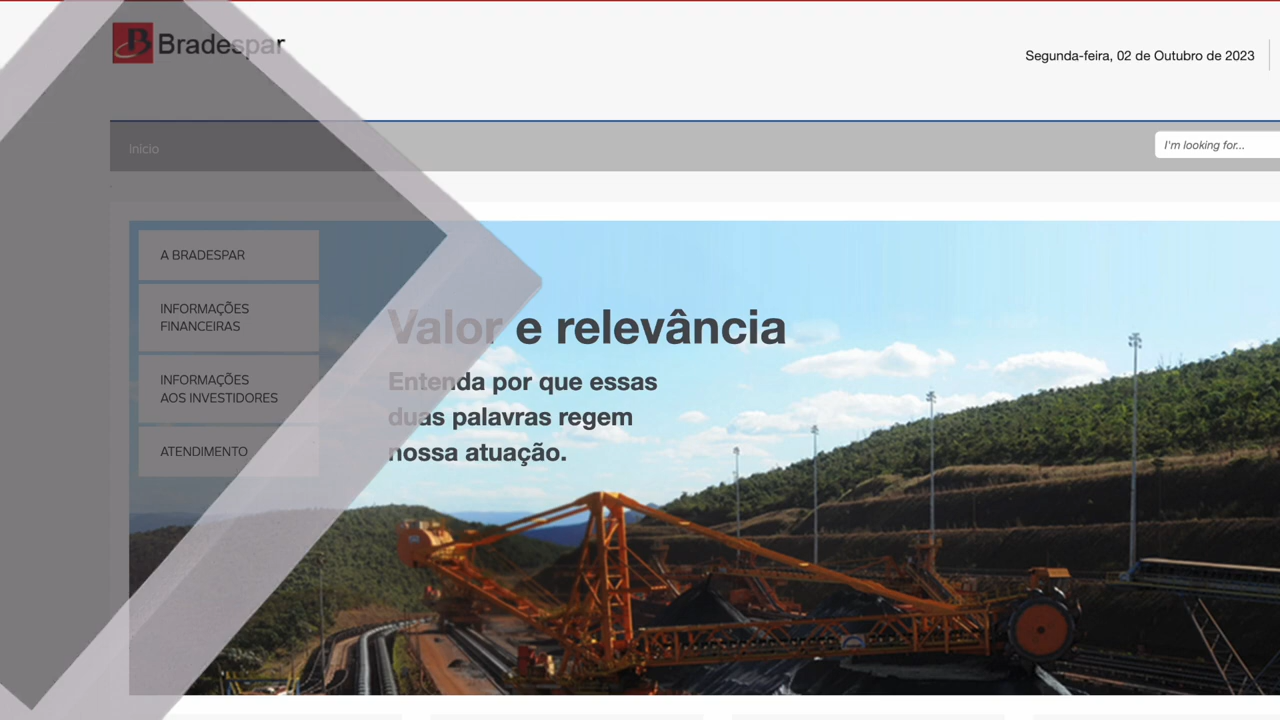 Bradespar
Segunda-feira, 02 de Outubro de 2023
Início
I'm looking for...
A BRADESPAR
INFORMAÇÕES
FINANCEIRAS
INFORMAÇÕES
AOS INVESTIDORES
ATENDIMENTO
Valor e relevância
Entenda por que essas
duas palavras regem
nossa atuação.